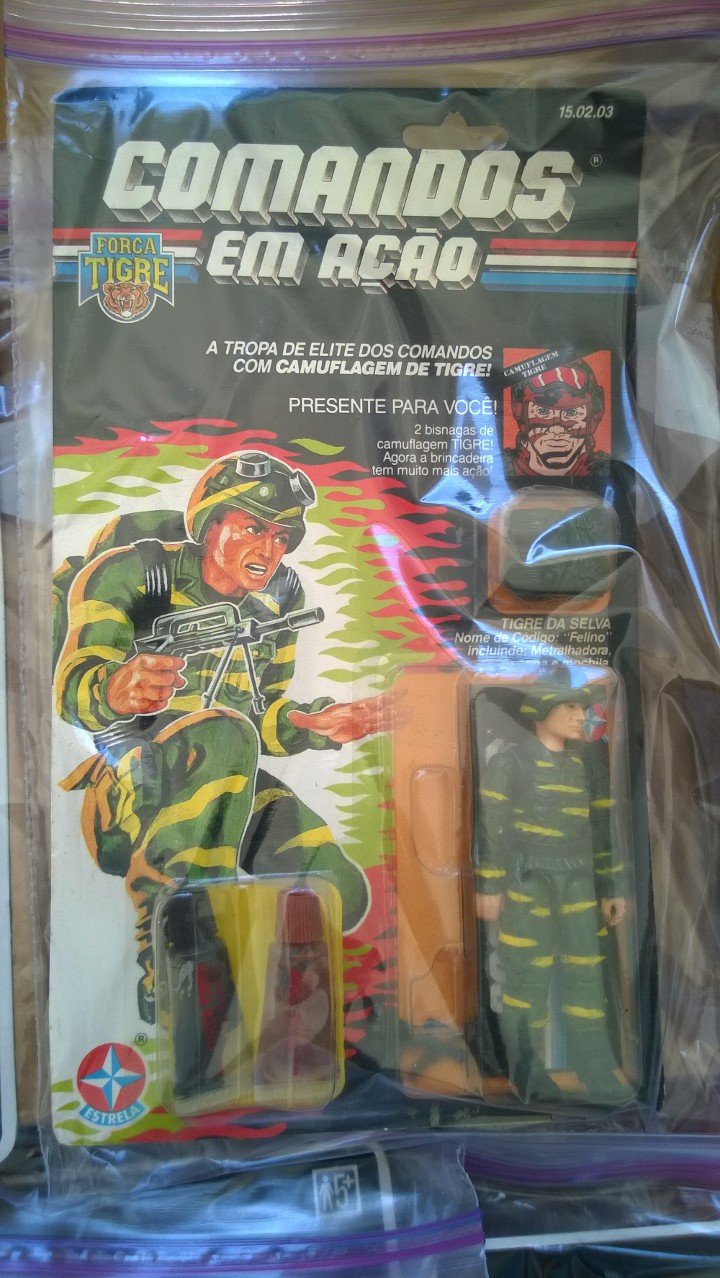 15.02.03
COMANDOS ®
EM AÇÃO
FORÇA
TIGRE
A TROPA DE ELITE DOS COMANDOS
COM CAMUFLAGEM DE TIGRE!
CAMUFLAGEM
TIGRE
PRESENTE PARA VOCÊ!
2 bisnagas de
camuflagem TIGRE!
Agora a brincadeira
tem muito mais ação!
TIGRE DA SELVA
Nome de Código: "Felino"
Incluindo: Metralhadora,
e mochila
®
ESTRELA
5+